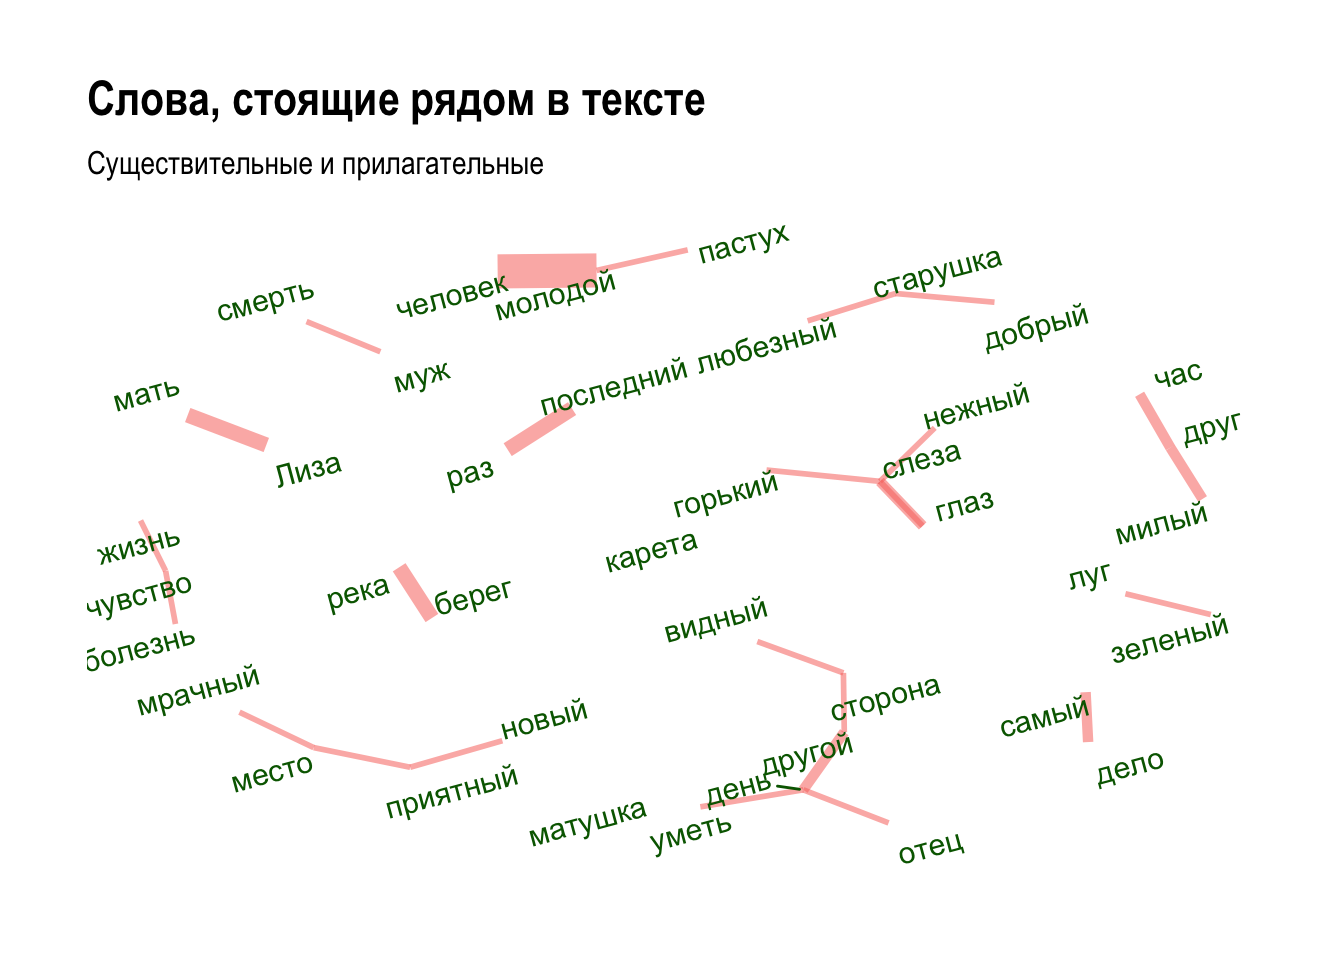 Слова, стоящие рядом в тексте
Существительные и прилагательные
пастух
старушка
смерть
человек
молодой
добрый
любезный
муж
последний
час
мать
нежный
друг
раз
Лиза
слеза
горький
глаз
милый
жизнь
карета
луг
чувство
река
берег
видный
зеленый
болезнь
мрачный
сторона
новый
самый
другой
место
день
приятный
дело
матушка
уметь
отец